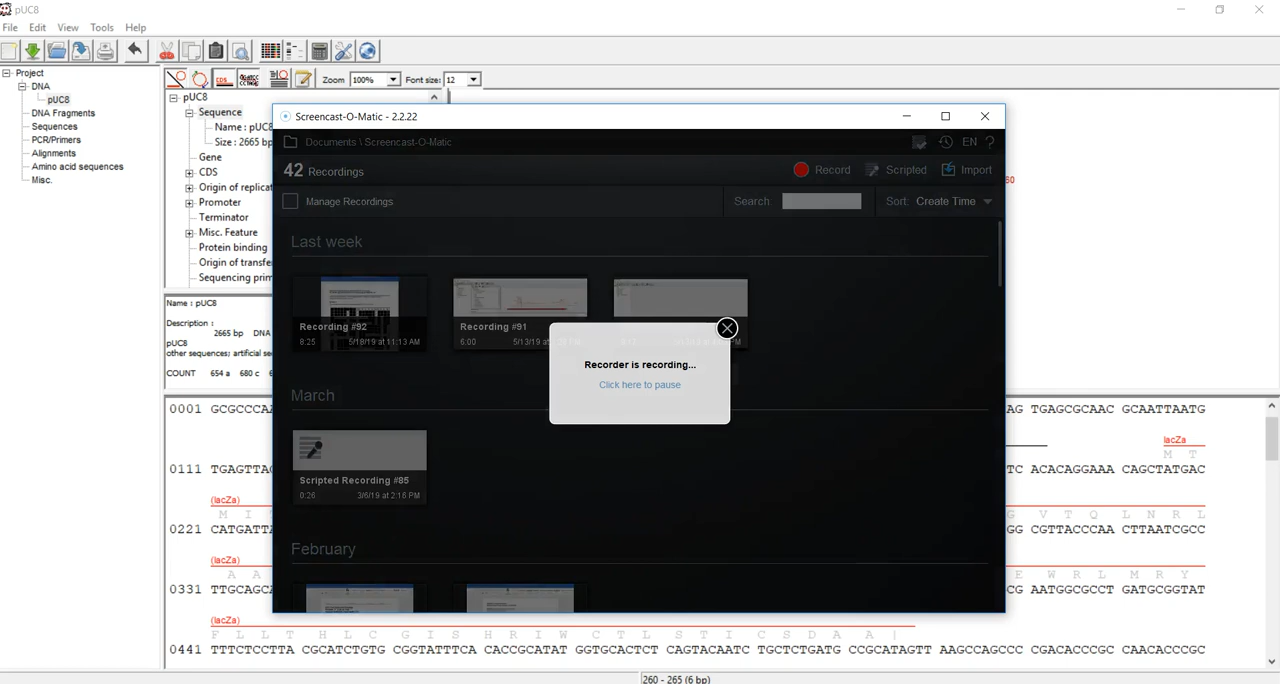 pUC8
File Edit View Tools Help
Zoom 100% Font size: 12
Project
DNA
pUC8
DNA Fragments
Sequences
PCR/Primers
Alignments
Amino acid sequences
Misc.
pUC8
Sequence
Name : pUC8
Size : 2665 bp
Gene
CDS
Origin of replicat
Promoter
Terminator
Misc. Feature
Protein binding
Origin of transfe
Sequencing prim
Name : pUC8
Description :
2665 bp DNA
pUC8
other sequences; artificial se
COUNT 654 a 680 c 6
Screencast-O-Matic - 2.2.22
Documents \ Screencast-O-Matic
EN ?
42 Recordings
Record Scripted Import
Manage Recordings
Search Sort: Create Time
Last week
Recording #92
8:25 5/18/19 at 11:13 AM
Recording #91
6:00 5/13/19
Recorder is recording...
Click here to pause
March
Scripted Recording #85
0:26 3/6/19 at 2:16 PM
February
0001 GCGCCCAA
AG TGAGCGCAAC GCAATTAATG
lacZa
M T
0111 TGAGTTAG
TC ACACAGGAAA CAGCTATGAC
(lacZa)
M I T
G V T Q L N R L
0221 CATGATTA
GG CGTTACCCAA CTTAATCGCC
(lacZa)
A A
E W R L M R Y
0331 TTGCAGCA
CG AATGGCGCCT GATGCGGTAT
(lacZa)
F L L T H L C G I S H R I W C T L S T I C S D A A |
0441 TTTCTCCTTA CGCATCTGTG CGGTATTTCA CACCGCATAT GGTGCACTCT CAGTACAATC TGCTCTGATG CCGCATAGTT AAGCCAGCCC CGACACCCGC CAACACCCGC
260 - 265 (6 bp)